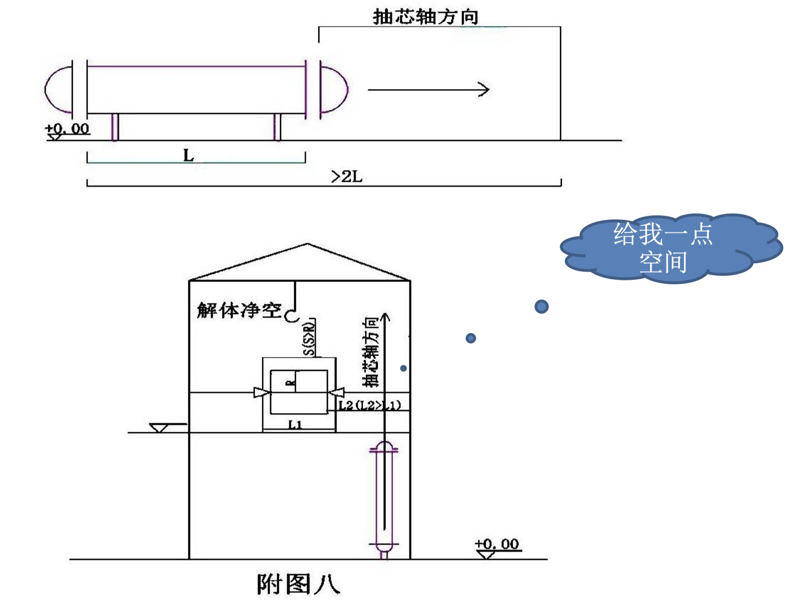 抽芯轴方向
+0.00
L
>2L
给我一点
空间
解体净空
S(S>R)
抽芯轴方向
R
L2(L2>L1)
L1
+0.00
附图八